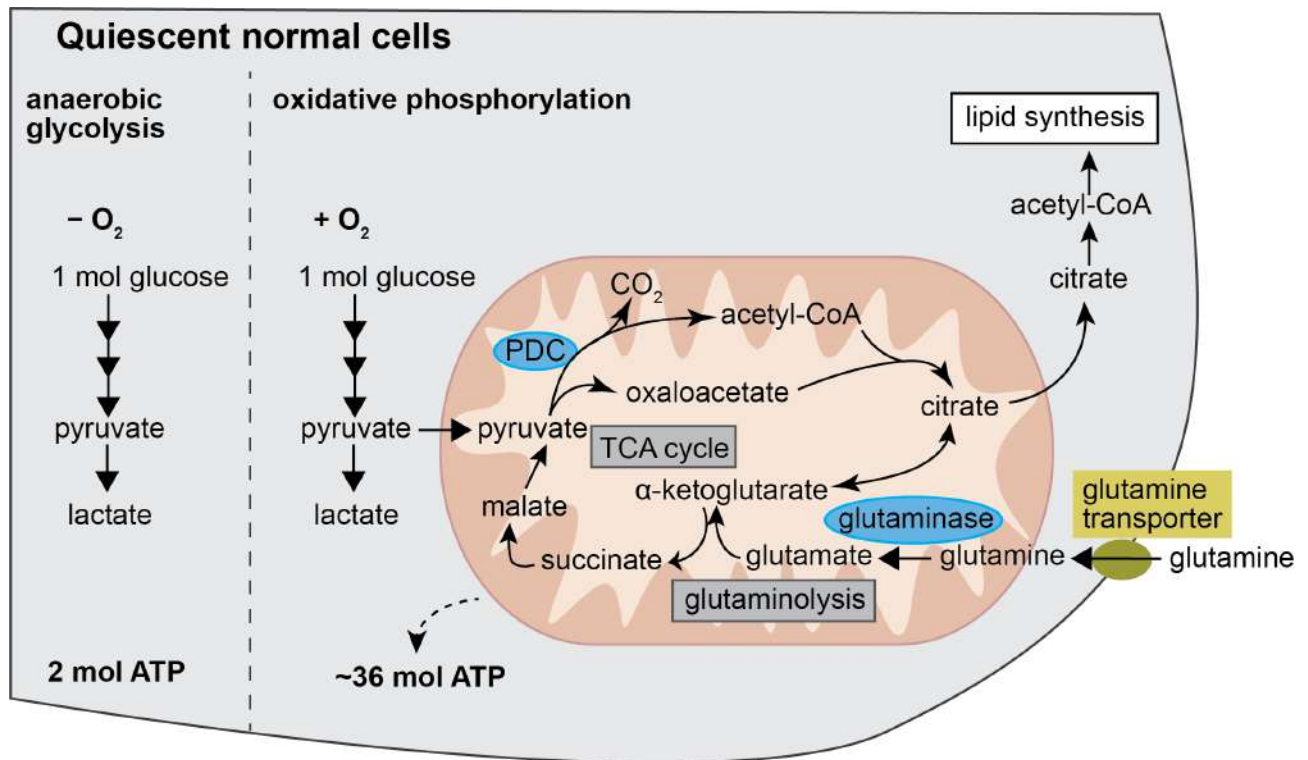 Quiescent normal cells
anaerobic
glycolysis
− O₂
1 mol glucose
pyruvate
lactate
2 mol ATP
oxidative phosphorylation
+ O₂
1 mol glucose
pyruvate
lactate
~36 mol ATP
CO₂
PDC
acetyl-CoA
oxaloacetate
citrate
pyruvate
TCA cycle
α-ketoglutarate
malate
succinate
glutaminase
glutamate
glutamine
glutaminolysis
lipid synthesis
acetyl-CoA
citrate
glutamine
transporter
glutamine